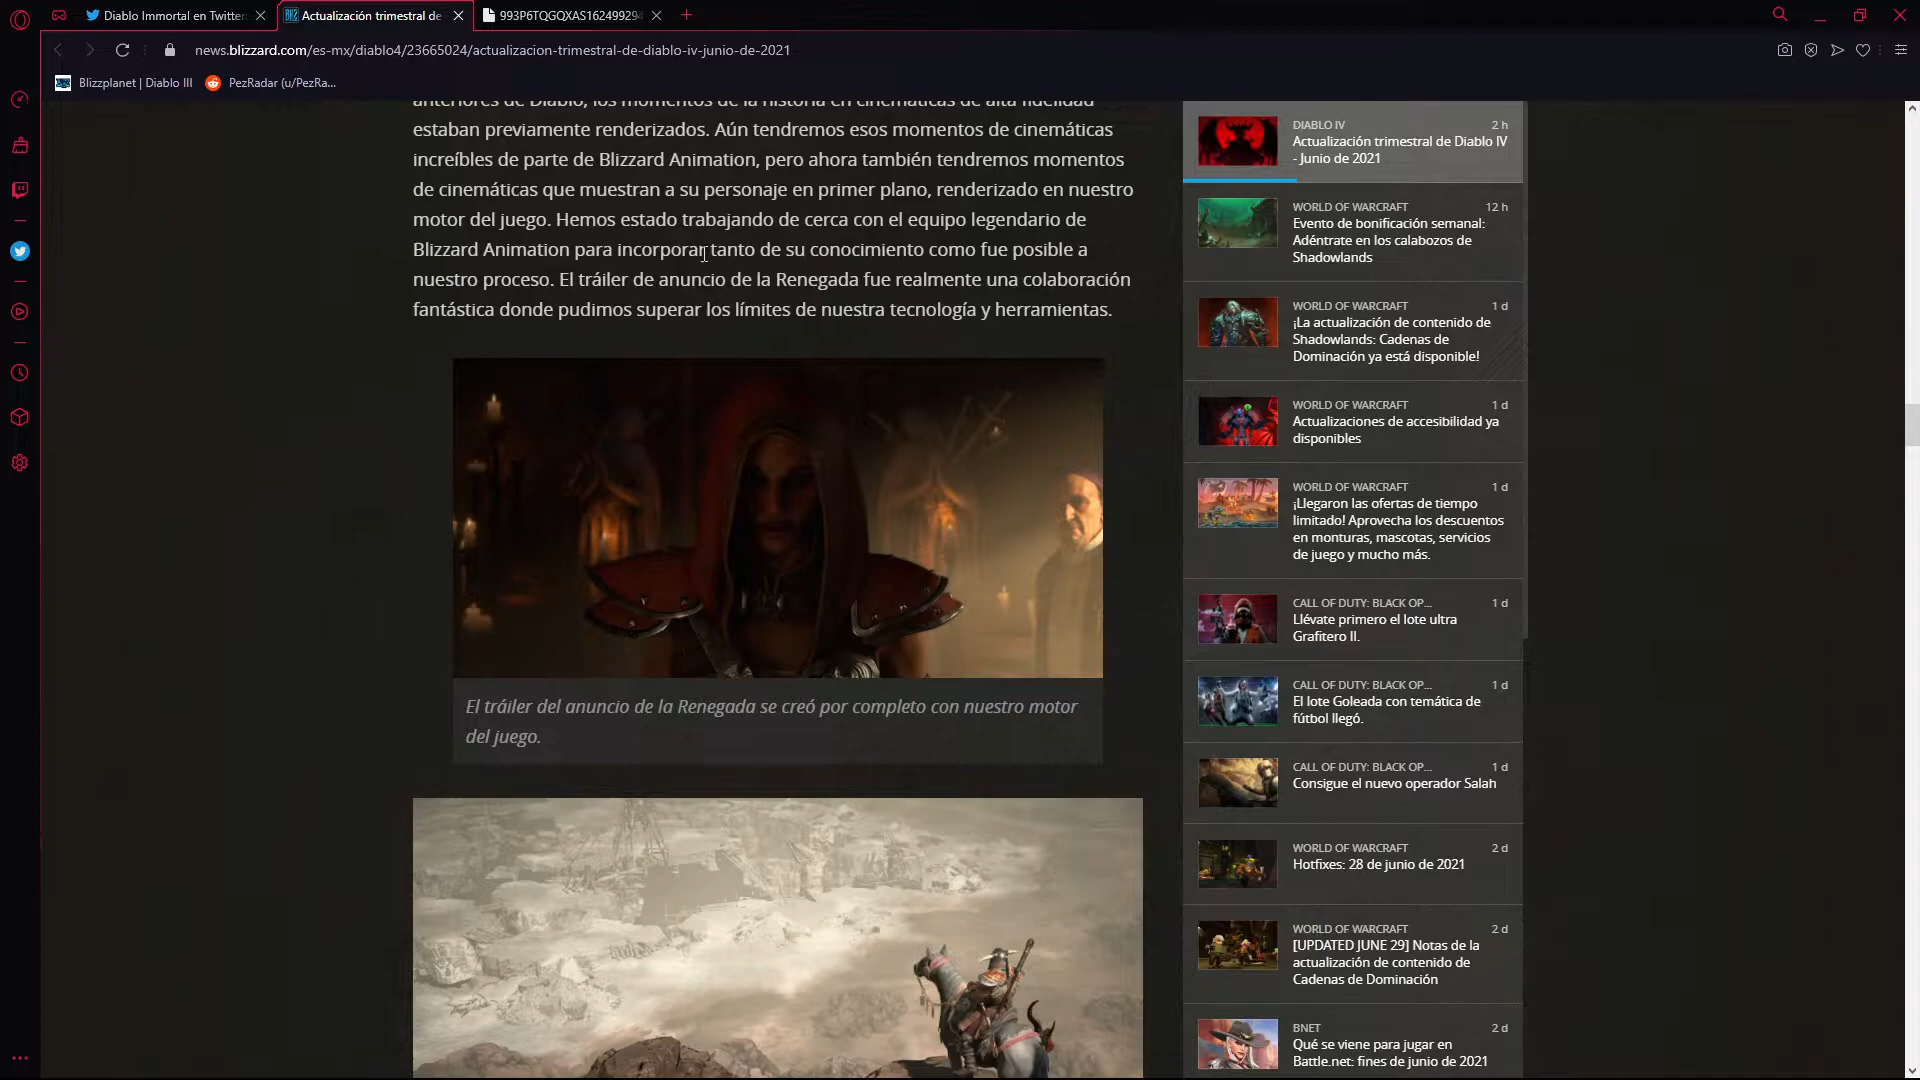 Diablo Immortal en Twitter:
Actualización trimestral de
993P6TQGQXAS162499294
news.blizzard.com/es-mx/diablo4/23665024/actualizacion-trimestral-de-diablo-iv-junio-de-2021
Blizzplanet | Diablo III
PezRadar (u/PezRa...
anteriores de Diablo, los momentos de la historia en cinemáticas de alta fidelidad
estaban previamente renderizados. Aún tendremos esos momentos de cinemáticas
increíbles de parte de Blizzard Animation, pero ahora también tendremos momentos
de cinemáticas que muestran a su personaje en primer plano, renderizado en nuestro
motor del juego. Hemos estado trabajando de cerca con el equipo legendario de
Blizzard Animation para incorporar tanto de su conocimiento como fue posible a
nuestro proceso. El tráiler de anuncio de la Renegada fue realmente una colaboración
fantástica donde pudimos superar los límites de nuestra tecnología y herramientas.
El tráiler del anuncio de la Renegada se creó por completo con nuestro motor
del juego.
DIABLO IV 2 h
Actualización trimestral de Diablo IV
- Junio de 2021
WORLD OF WARCRAFT 12 h
Evento de bonificación semanal:
Adéntrate en los calabozos de
Shadowlands
WORLD OF WARCRAFT 1 d
¡La actualización de contenido de
Shadowlands: Cadenas de
Dominación ya está disponible!
WORLD OF WARCRAFT 1 d
Actualizaciones de accesibilidad ya
disponibles
WORLD OF WARCRAFT 1 d
¡Llegaron las ofertas de tiempo
limitado! Aprovecha los descuentos
en monturas, mascotas, servicios
de juego y mucho más.
CALL OF DUTY: BLACK OP... 1 d
Llévate primero el lote ultra
Grafitero II.
CALL OF DUTY: BLACK OP... 1 d
El lote Goleada con temática de
fútbol llegó.
CALL OF DUTY: BLACK OP... 1 d
Consigue el nuevo operador Salah
WORLD OF WARCRAFT 2 d
Hotfixes: 28 de junio de 2021
WORLD OF WARCRAFT 2 d
[UPDATED JUNE 29] Notas de la
actualización de contenido de
Cadenas de Dominación
BNET 2 d
Qué se viene para jugar en
Battle.net: fines de junio de 2021